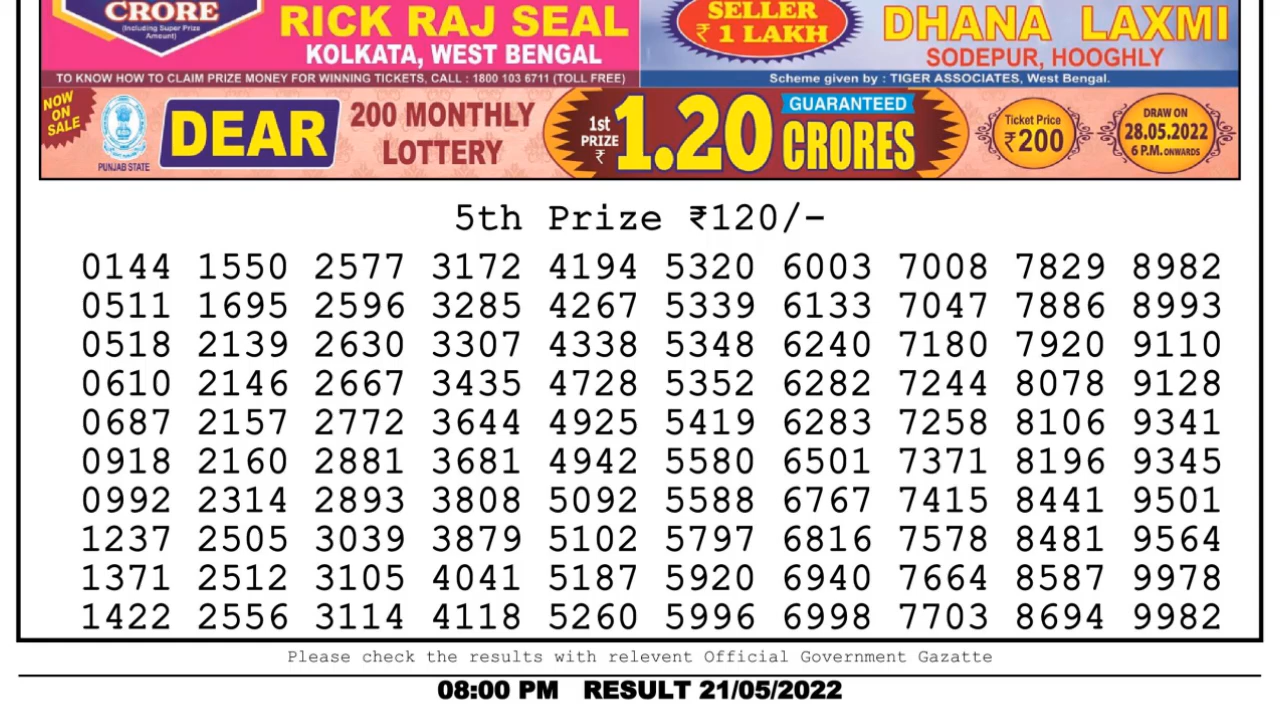 CRORE
(Including Super Prize
Amount)
RICK RAJ SEAL
KOLKATA, WEST BENGAL
SELLER
₹ 1 LAKH
DHANA LAXMI
SODEPUR, HOOGHLY
TO KNOW HOW TO CLAIM PRIZE MONEY FOR WINNING TICKETS, CALL : 1800 103 6711 (TOLL FREE)
Scheme given by : TIGER ASSOCIATES, West Bengal.
NOW
ON
SALE
PUNJAB STATE
DEAR
200 MONTHLY
LOTTERY
1st
PRIZE
₹
1.20
GUARANTEED
CRORES
Ticket Price
₹200
DRAW ON
28.05.2022
6 P.M. ONWARDS
5th Prize ₹120/-
0144 1550 2577 3172 4194 5320 6003 7008 7829 8982
0511 1695 2596 3285 4267 5339 6133 7047 7886 8993
0518 2139 2630 3307 4338 5348 6240 7180 7920 9110
0610 2146 2667 3435 4728 5352 6282 7244 8078 9128
0687 2157 2772 3644 4925 5419 6283 7258 8106 9341
0918 2160 2881 3681 4942 5580 6501 7371 8196 9345
0992 2314 2893 3808 5092 5588 6767 7415 8441 9501
1237 2505 3039 3879 5102 5797 6816 7578 8481 9564
1371 2512 3105 4041 5187 5920 6940 7664 8587 9978
1422 2556 3114 4118 5260 5996 6998 7703 8694 9982
Please check the results with relevent Official Government Gazatte
08:00 PM RESULT 21/05/2022